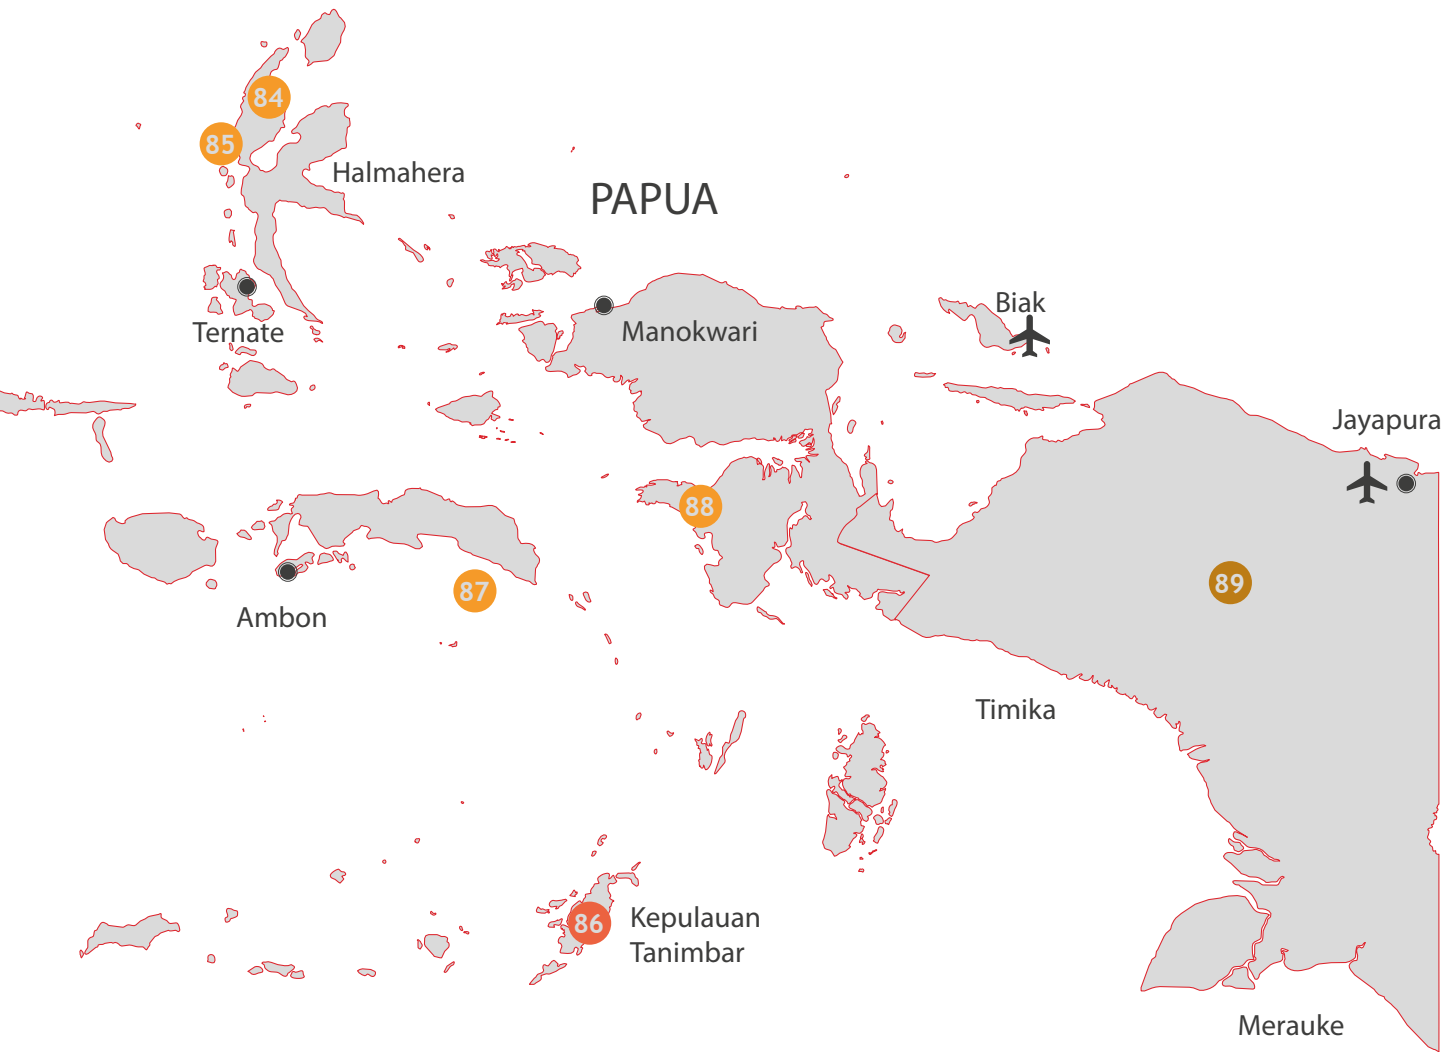 84
85
Halmahera
PAPUA
Biak
Ternate
Manokwari
Jayapura
88
87
89
Ambon
Timika
86
Kepulauan
Tanimbar
Merauke